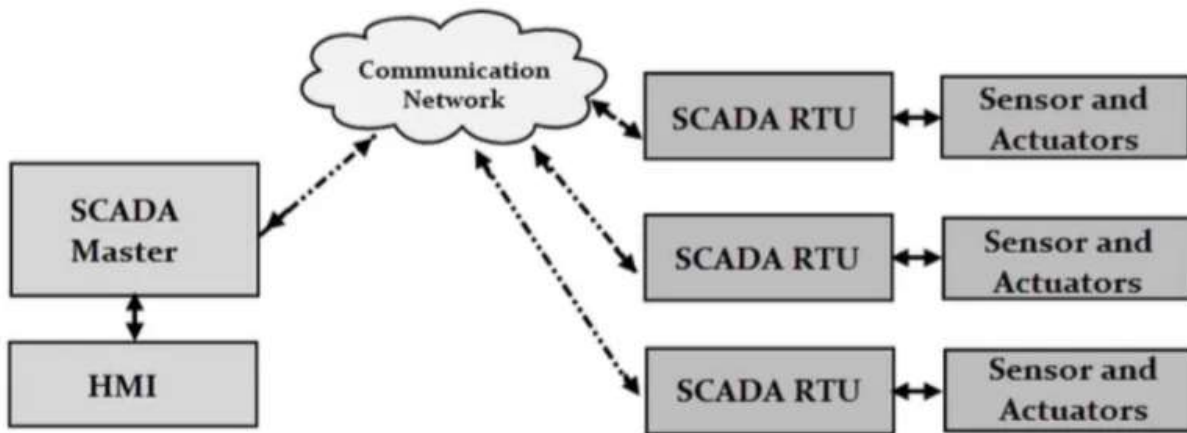 Communication
Network
SCADA RTU
Sensor and
Actuators
SCADA
Master
SCADA RTU
Sensor and
Actuators
HMI
SCADA RTU
Sensor and
Actuators